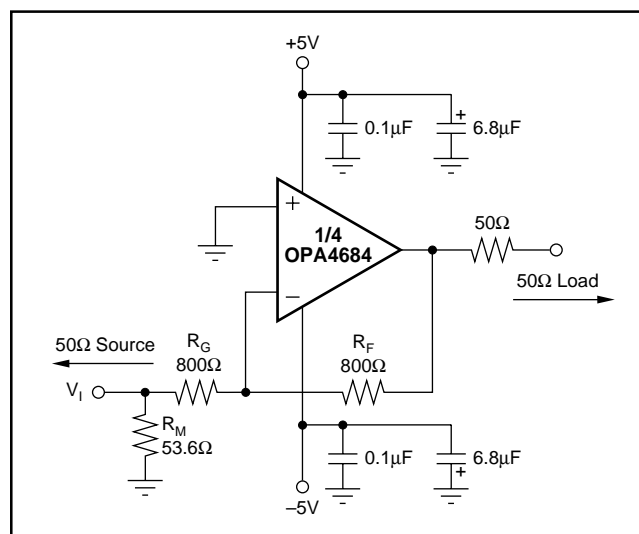 +5V
0.1μF
6.8μF
+
+
1/4
OPA4684
–
50Ω
50Ω Load
50Ω Source
R_G
800Ω
R_F
800Ω
V_I
R_M
53.6Ω
0.1μF
6.8μF
+
–5V